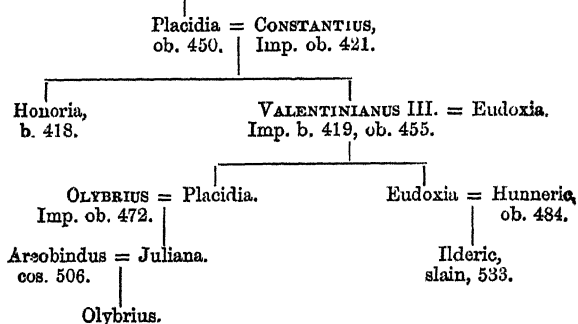 Placidia = CONSTANTIUS,
ob. 450. Imp. ob. 421.
Honoria, VALENTINIANUS III. = Eudoxia.
b. 418. Imp. b. 419, ob. 455.
OLYBRIUS = Placidia. Eudoxia = Hunneric,
Imp. ob. 472. ob. 484.
Areobindus = Juliana. Ilderic,
cos. 506. slain, 533.
Olybrius.